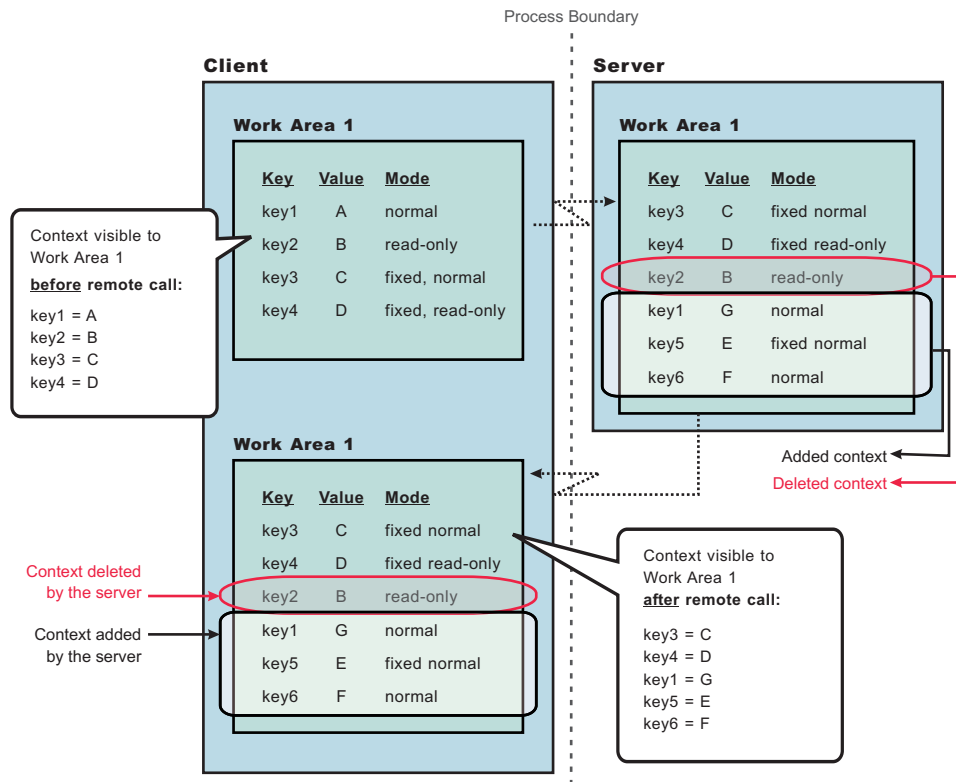 Process Boundary
Client
Server
Work Area 1
Key Value Mode
key1 A normal
key2 B read-only
key3 C fixed, normal
key4 D fixed, read-only
Context visible to
Work Area 1
before remote call:
key1 = A
key2 = B
key3 = C
key4 = D
Work Area 1
Key Value Mode
key3 C fixed normal
key4 D fixed read-only
key2 B read-only
key1 G normal
key5 E fixed normal
key6 F normal
Added context
Deleted context
Work Area 1
Key Value Mode
key3 C fixed normal
key4 D fixed read-only
key2 B read-only
key1 G normal
key5 E fixed normal
key6 F normal
Context deleted
by the server
Context added
by the server
Context visible to
Work Area 1
after remote call:
key3 = C
key4 = D
key1 = G
key5 = E
key6 = F